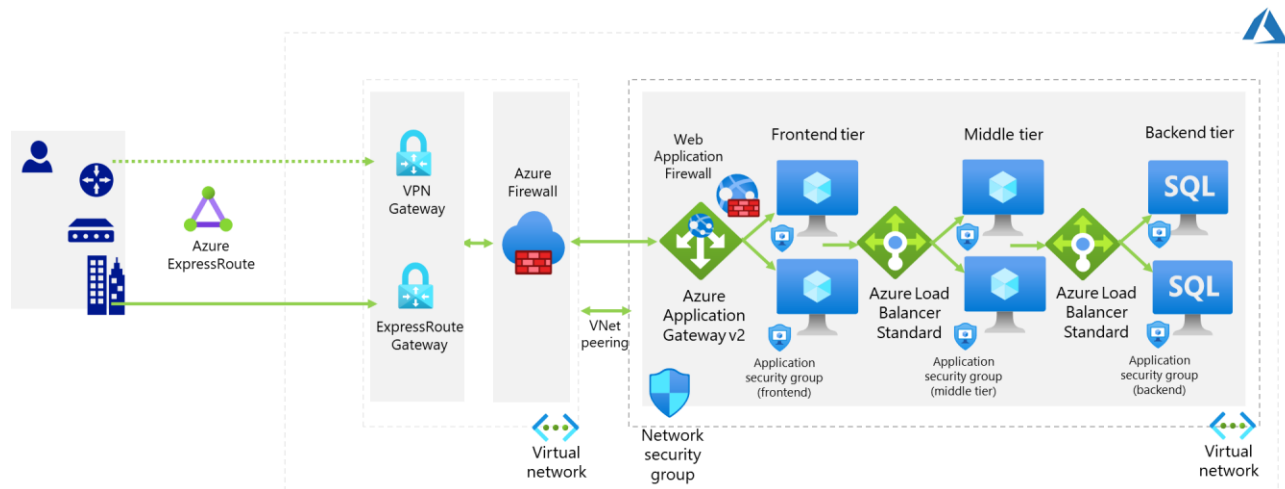 Azure
ExpressRoute
VPN
Gateway
ExpressRoute
Gateway
Azure
Firewall
Virtual
network
VNet
peering
Web
Application
Firewall
Azure
Application
Gateway v2
Frontend tier
Application
security group
(frontend)
Azure Load
Balancer
Standard
Middle tier
Application
security group
(middle tier)
Azure Load
Balancer
Standard
Backend tier
SQL
SQL
Application
security group
(backend)
Network
security
group
Virtual
network